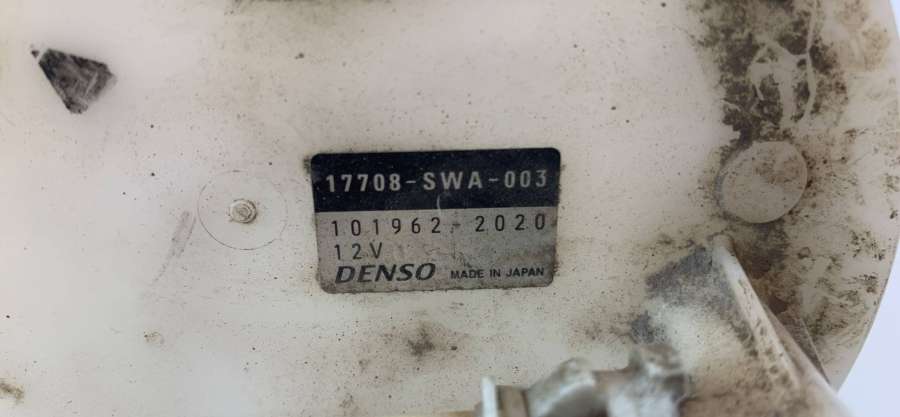 17708-SWA-003
101962-2020
12V
DENSO MADE IN JAPAN